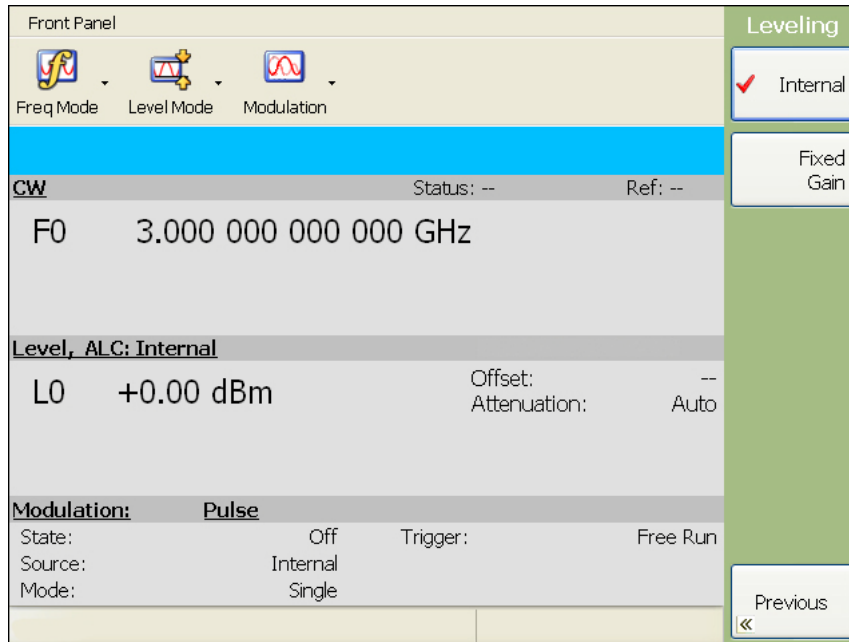 Front Panel
Freq Mode Level Mode Modulation
CW Status: -- Ref: --
F0 3.000 000 000 000 GHz
Level, ALC: Internal
L0 +0.00 dBm
Offset: --
Attenuation: Auto
Modulation: Pulse
State: Off Trigger: Free Run
Source: Internal
Mode: Single
Leveling
Internal
Fixed
Gain
Previous